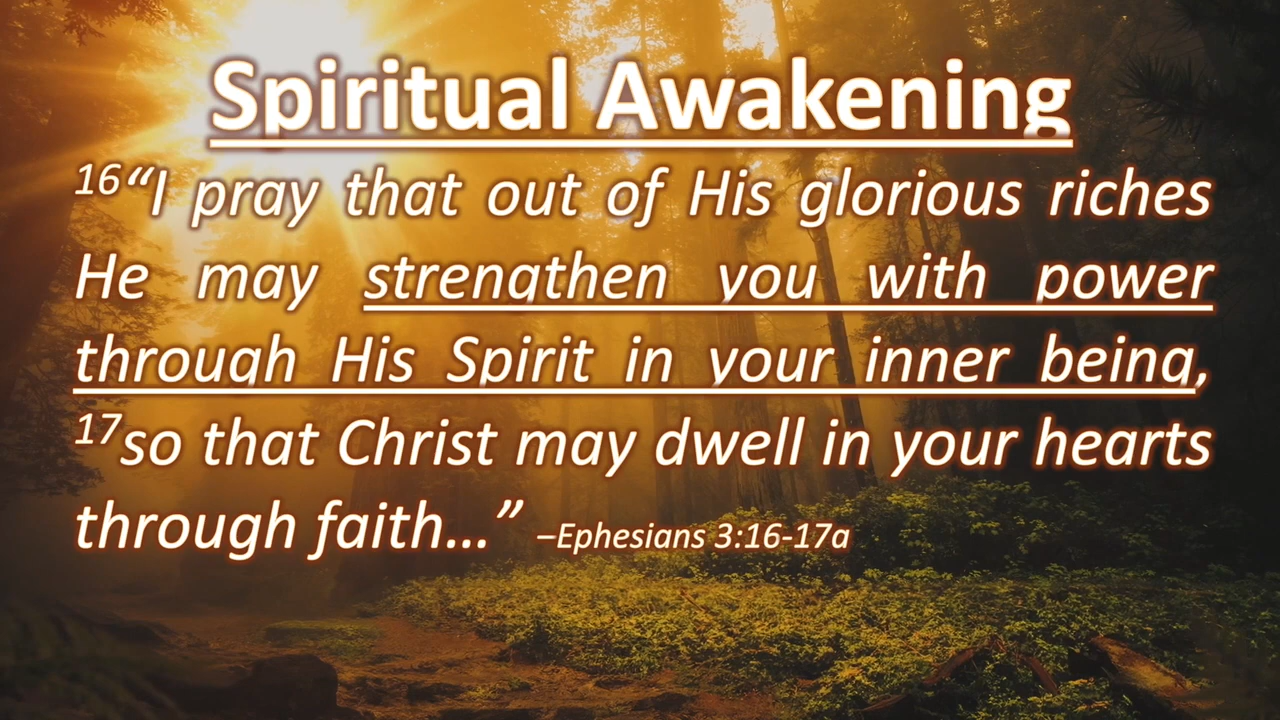 Spiritual Awakening
16“I pray that out of His glorious riches
He may strengthen you with power
through His Spirit in your inner being,
17so that Christ may dwell in your hearts
through faith…” –Ephesians 3:16-17a